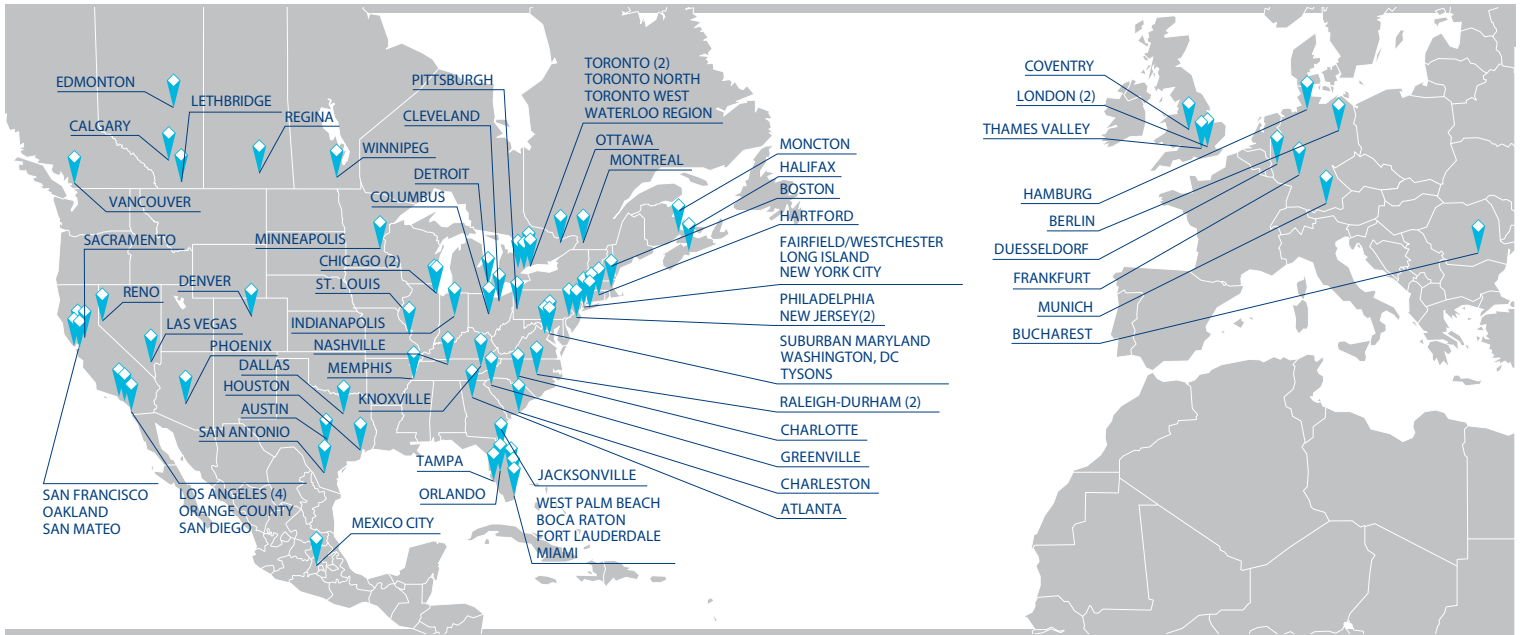 EDMONTON
LETHBRIDGE
CALGARY
REGINA
WINNIPEG
VANCOUVER
SACRAMENTO
RENO
DENVER
LAS VEGAS
PHOENIX
DALLAS
HOUSTON
AUSTIN
SAN ANTONIO
SAN FRANCISCO
OAKLAND
SAN MATEO
LOS ANGELES (4)
ORANGE COUNTY
SAN DIEGO
MEXICO CITY
PITTSBURGH
CLEVELAND
DETROIT
COLUMBUS
MINNEAPOLIS
CHICAGO (2)
ST. LOUIS
INDIANAPOLIS
NASHVILLE
MEMPHIS
KNOXVILLE
TAMPA
ORLANDO
TORONTO (2)
TORONTO NORTH
TORONTO WEST
WATERLOO REGION
OTTAWA
MONTREAL
MONCTON
HALIFAX
BOSTON
HARTFORD
FAIRFIELD/WESTCHESTER
LONG ISLAND
NEW YORK CITY
PHILADELPHIA
NEW JERSEY(2)
SUBURBAN MARYLAND
WASHINGTON, DC
TYSONS
RALEIGH-DURHAM (2)
CHARLOTTE
GREENVILLE
CHARLESTON
ATLANTA
JACKSONVILLE
WEST PALM BEACH
BOCA RATON
FORT LAUDERDALE
MIAMI
COVENTRY
LONDON (2)
THAMES VALLEY
HAMBURG
BERLIN
DUESSELDORF
FRANKFURT
MUNICH
BUCHAREST